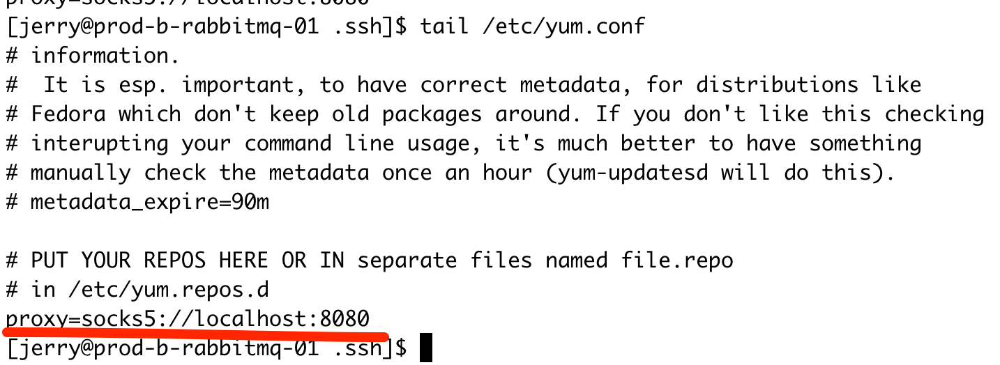 proxy=socks5://localhost:8080
[jerry@prod-b-rabbitmq-01 .ssh]$ tail /etc/yum.conf
# information.
#  It is esp. important, to have correct metadata, for distributions like
# Fedora which don't keep old packages around. If you don't like this checking
# interupting your command line usage, it's much better to have something
# manually check the metadata once an hour (yum-updatesd will do this).
# metadata_expire=90m
# PUT YOUR REPOS HERE OR IN separate files named file.repo
# in /etc/yum.repos.d
proxy=socks5://localhost:8080
[jerry@prod-b-rabbitmq-01 .ssh]$